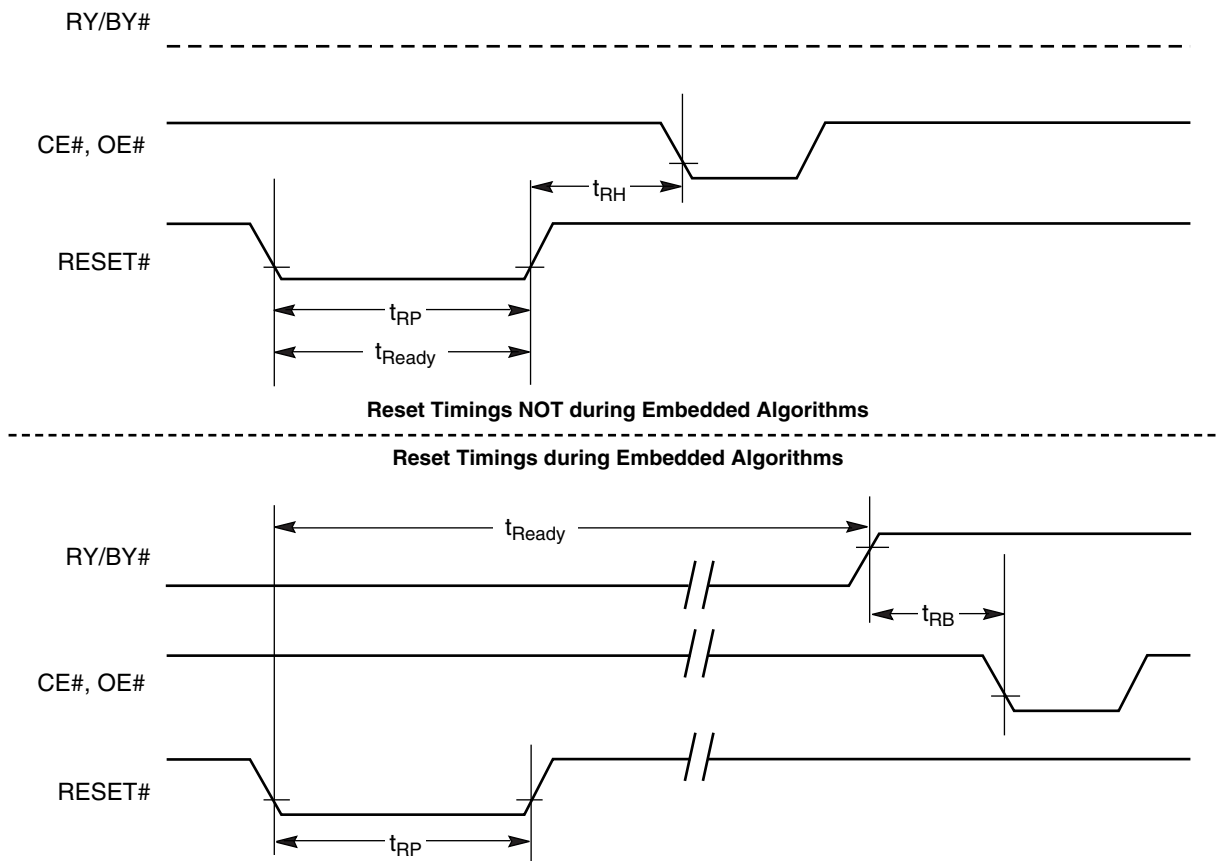 RY/BY#
CE#, OE#
tRH
RESET#
tRP
tReady
Reset Timings NOT during Embedded Algorithms
Reset Timings during Embedded Algorithms
tReady
RY/BY#
tRB
CE#, OE#
RESET#
tRP